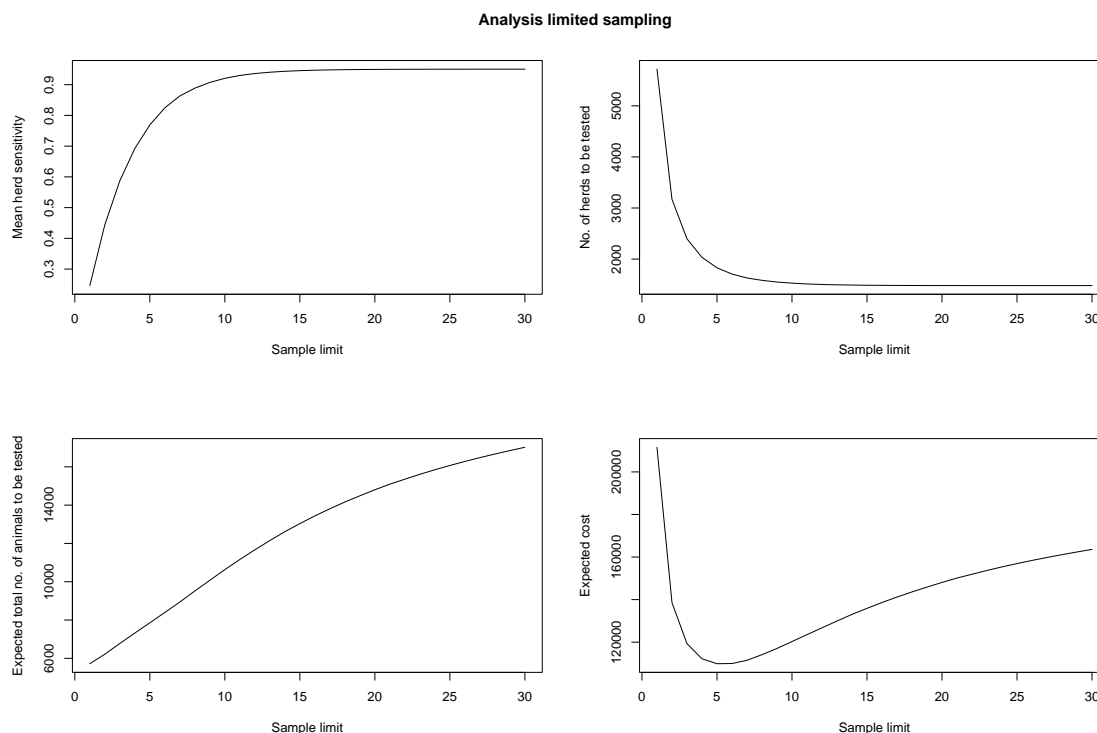 Analysis limited sampling
Mean herd sensitivity
0.3 0.4 0.5 0.6 0.7 0.8 0.9
0 5 10 15 20 25 30
Sample limit
No. of herds to be tested
2000 3000 4000 5000
0 5 10 15 20 25 30
Sample limit
Expected total no. of animals to be tested
6000 10000 14000
0 5 10 15 20 25 30
Sample limit
Expected cost
120000 160000 200000
0 5 10 15 20 25 30
Sample limit